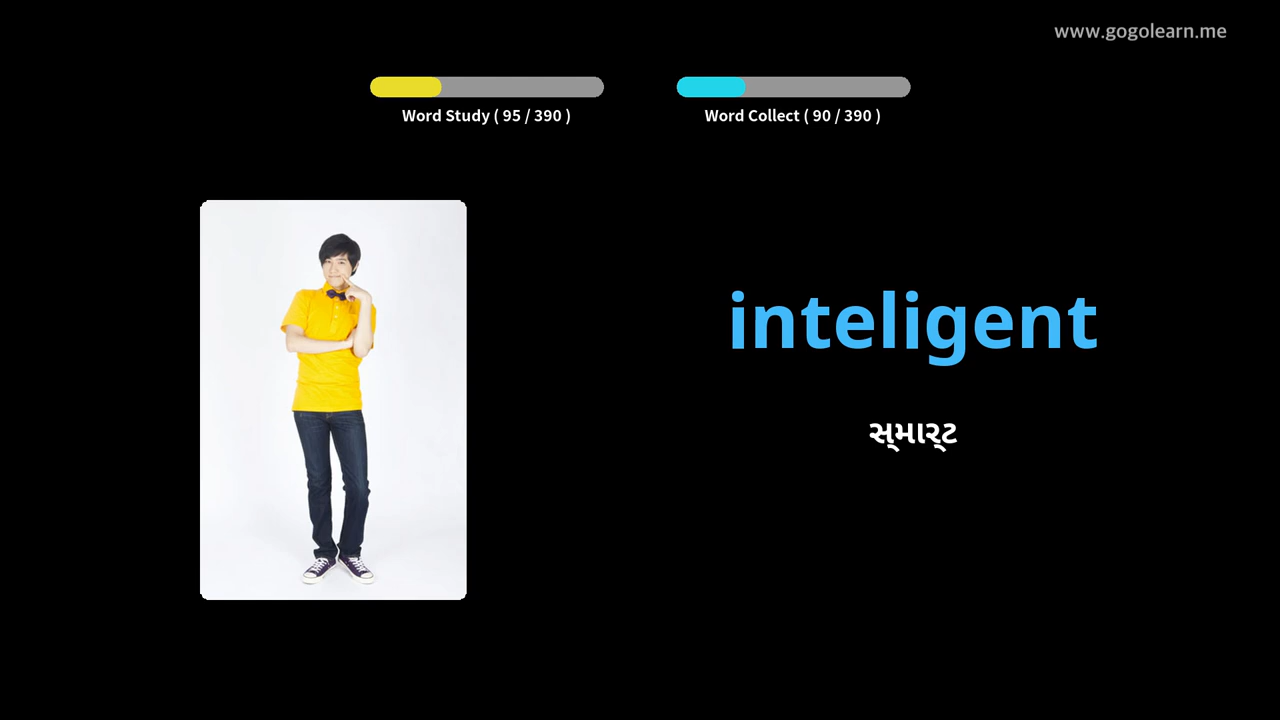 www.gogolearn.me
Word Study ( 95 / 390 )
Word Collect ( 90 / 390 )
inteligent
સ્માર્ટ